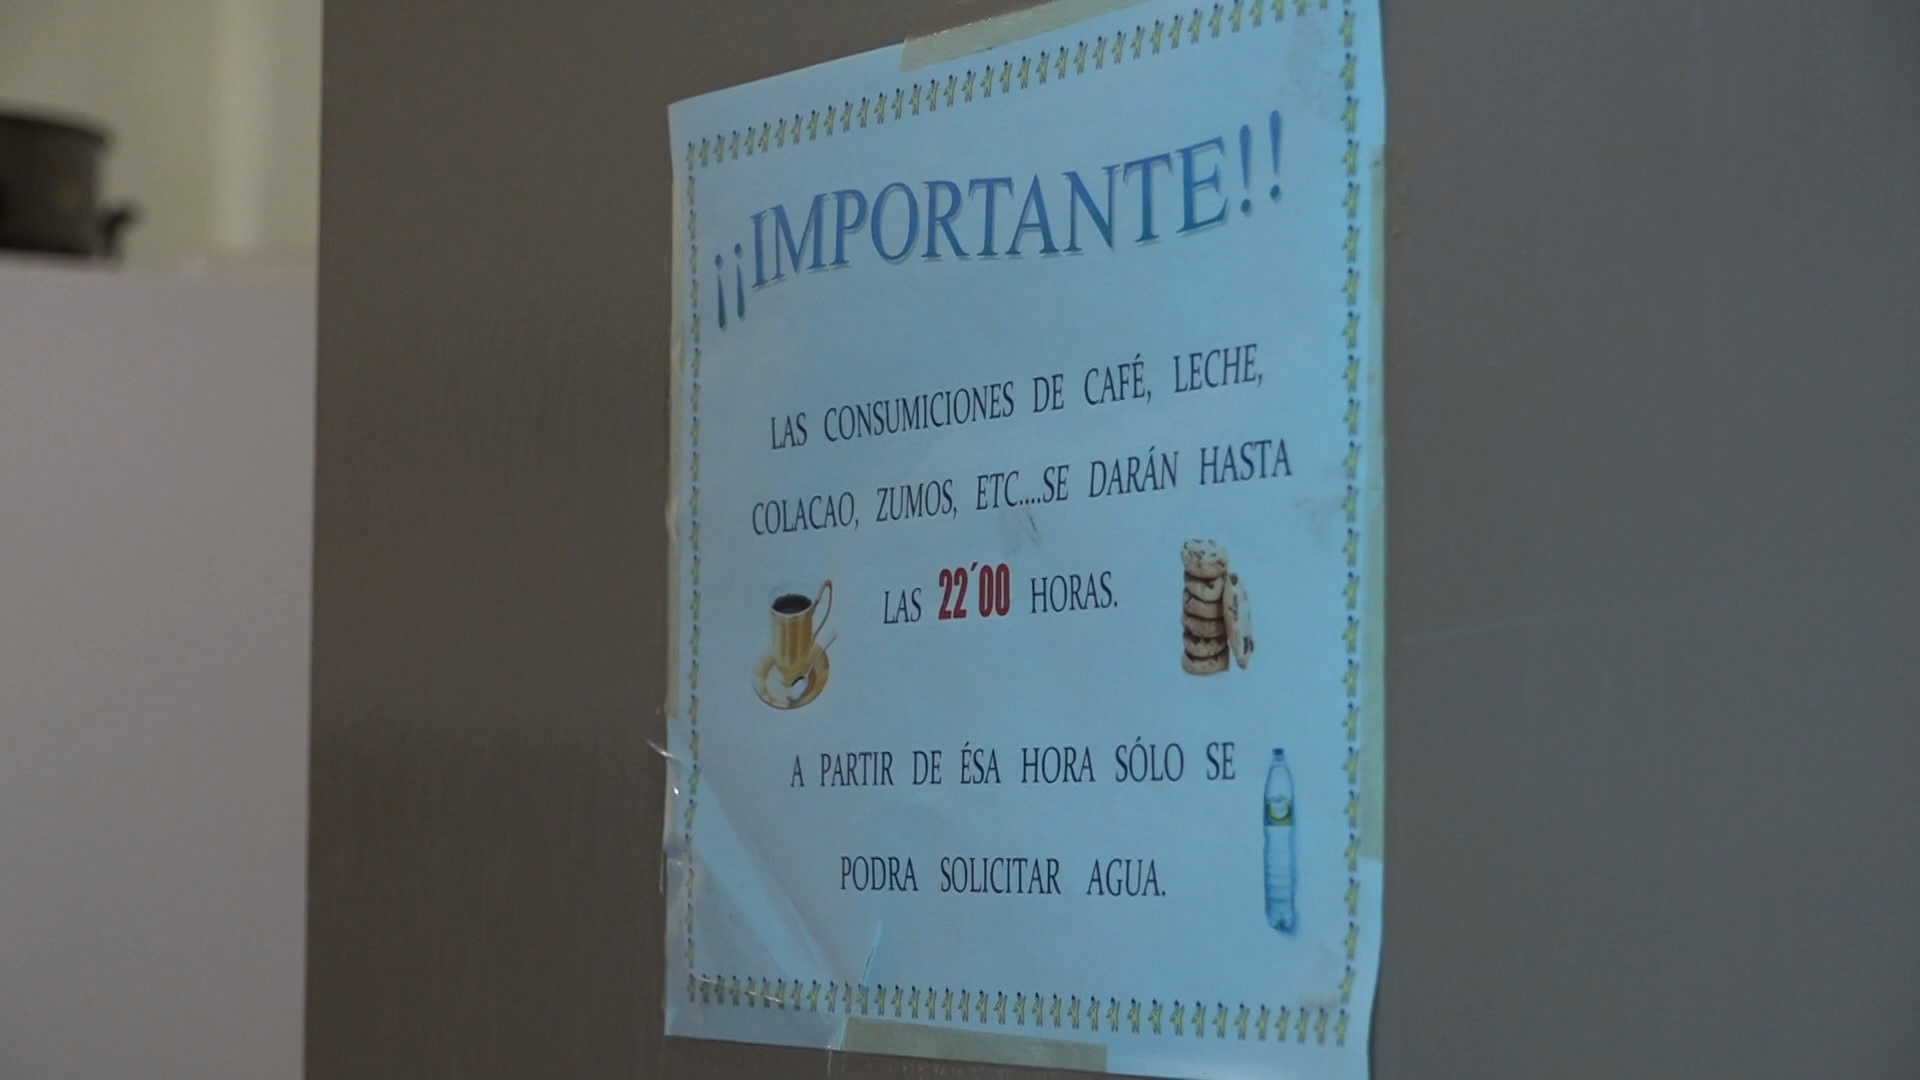 ¡¡IMPORTANTE!!
LAS CONSUMICIONES DE CAFÉ, LECHE,
COLACAO, ZUMOS, ETC....SE DARÁN HASTA
LAS 22´00 HORAS.
A PARTIR DE ÉSA HORA SÓLO SE
PODRA SOLICITAR AGUA.